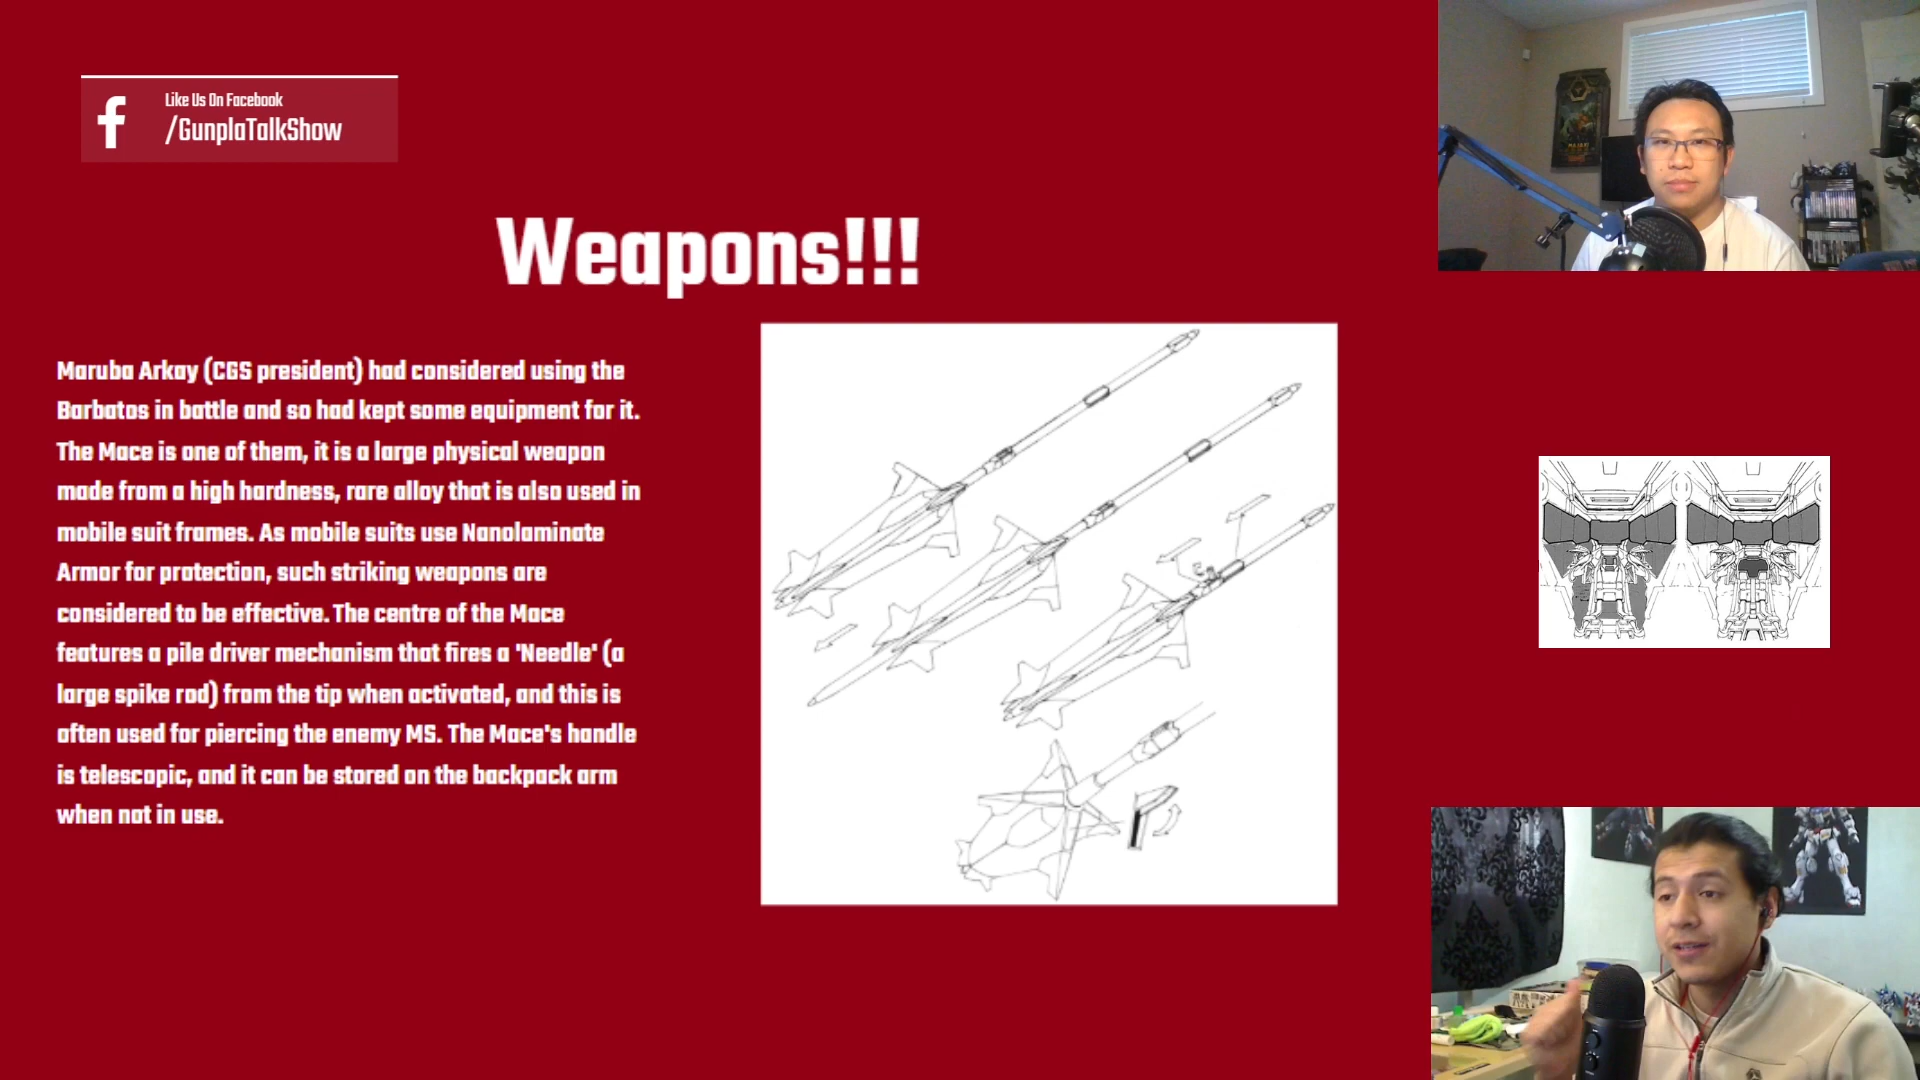 Like Us On Facebook
/GunplaTalkShow
Weapons!!!
Maruba Arkay (CGS president) had considered using the
Barbatos in battle and so had kept some equipment for it.
The Mace is one of them, it is a large physical weapon
made from a high hardness, rare alloy that is also used in
mobile suit frames. As mobile suits use Nanolaminate
Armor for protection, such striking weapons are
considered to be effective. The centre of the Mace
features a pile driver mechanism that fires a 'Needle' (a
large spike rod) from the tip when activated, and this is
often used for piercing the enemy MS. The Mace's handle
is telescopic, and it can be stored on the backpack arm
when not in use.